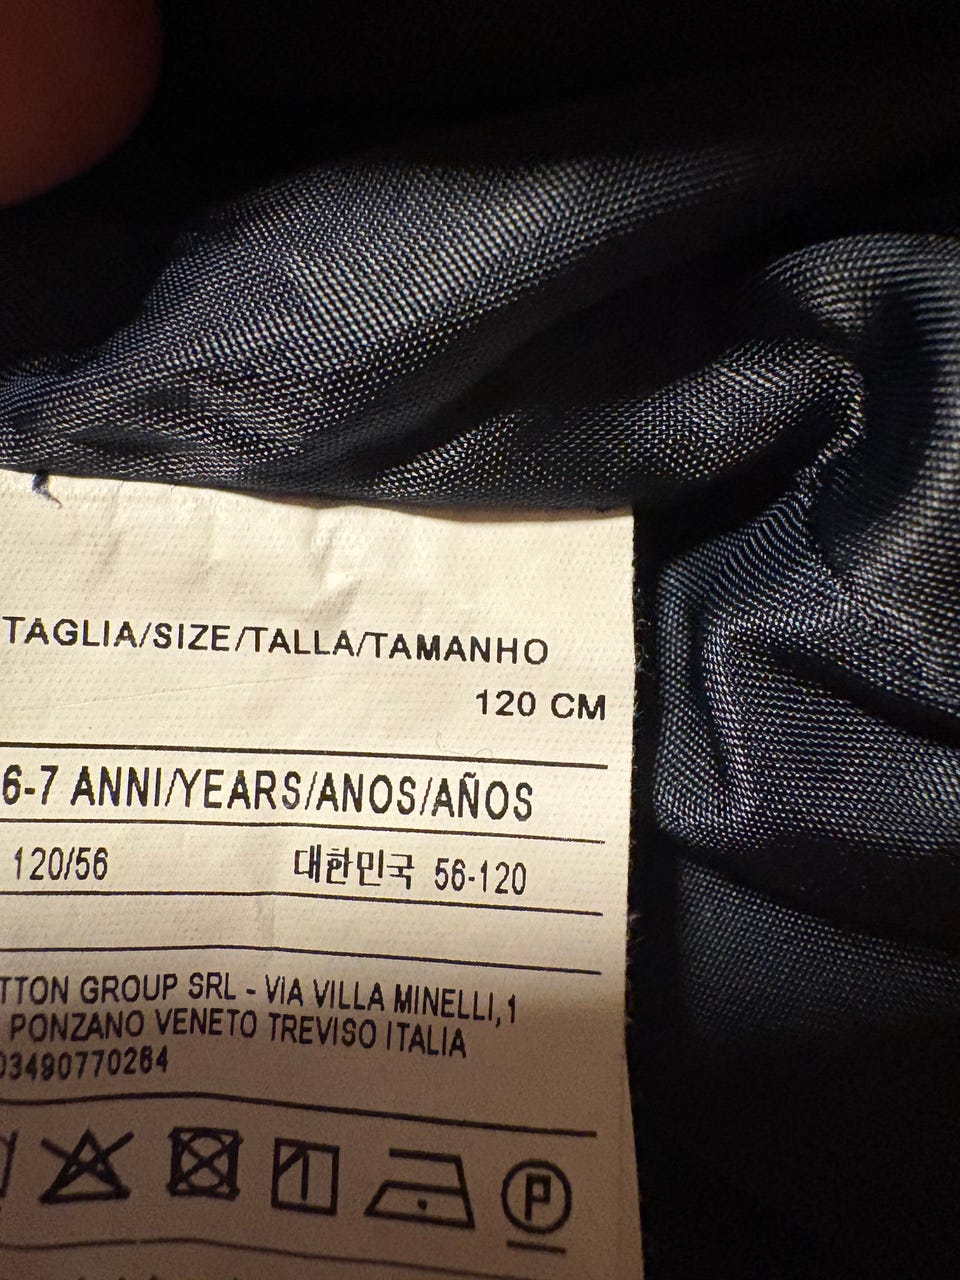 TAGLIA/SIZE/TALLA/TAMANHO
120 CM
6-7 ANNI/YEARS/ANOS/AÑOS
120/56 대한민국 56-120
TTON GROUP SRL - VIA VILLA MINELLI,1
PONZANO VENETO TREVISO ITALIA
03490770264
P